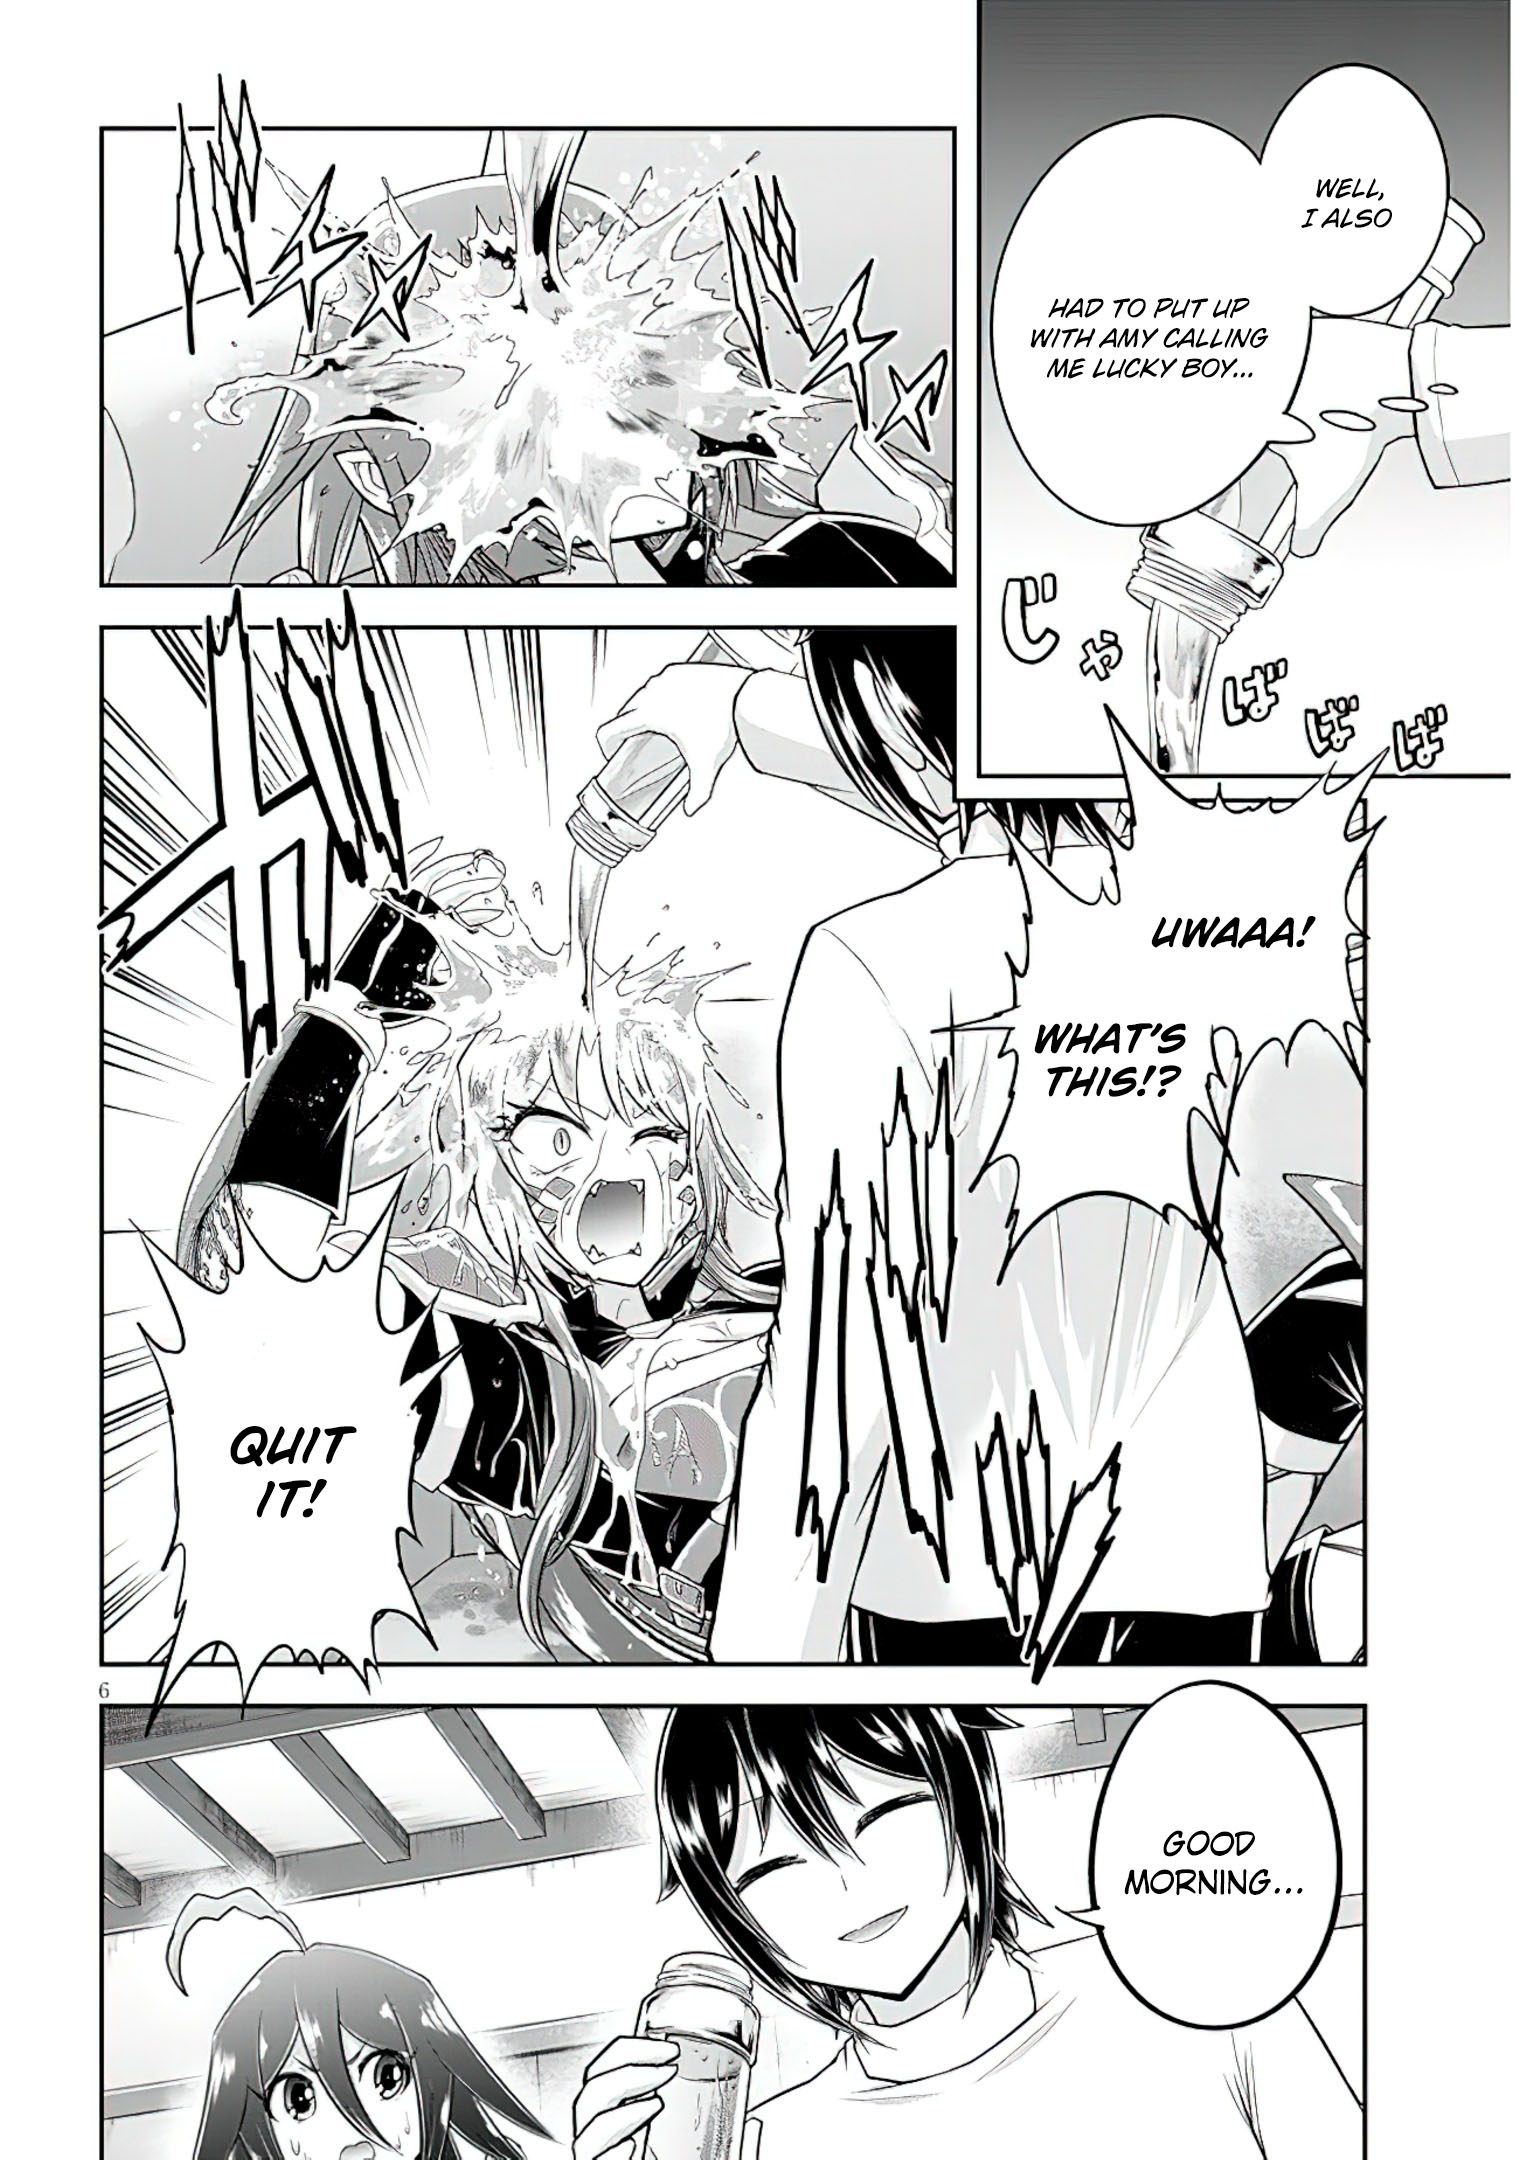 WELL,
I ALSO
HAD TO PUT UP
WITH AMY CALLING
ME LUCKY BOY...
じゃばばば
UWAAA!
WHAT'S
THIS!?
QUIT
IT!
6
GOOD
MORNING...